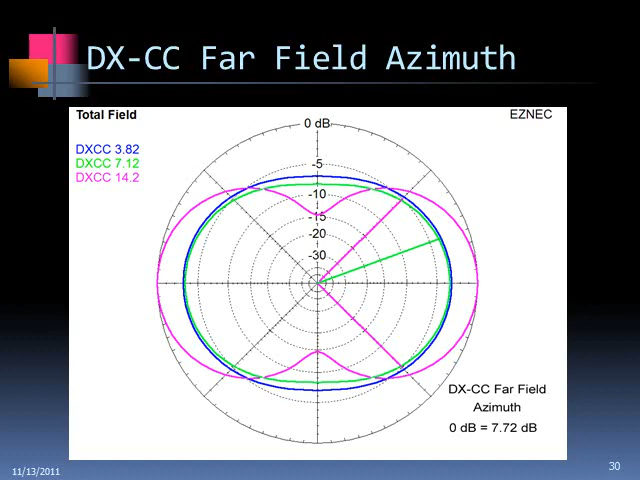 DX-CC Far Field Azimuth
Total Field
EZNEC
0 dB
DXCC 3.82
DXCC 7.12
DXCC 14.2
-5
-10
-15
-20
-30
DX-CC Far Field
Azimuth
0 dB = 7.72 dB
11/13/2011
30